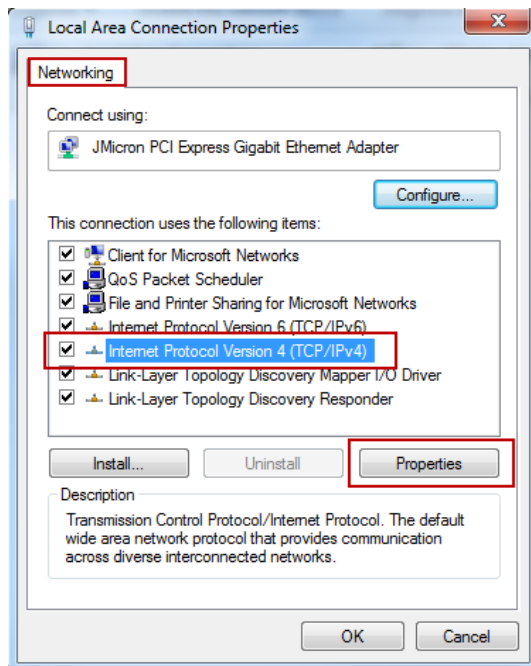 Local Area Connection Properties
Networking
Connect using:
JMicron PCI Express Gigabit Ethernet Adapter
Configure...
This connection uses the following items:
Client for Microsoft Networks
QoS Packet Scheduler
File and Printer Sharing for Microsoft Networks
Internet Protocol Version 6 (TCP/IPv6)
Internet Protocol Version 4 (TCP/IPv4)
Link-Layer Topology Discovery Mapper I/O Driver
Link-Layer Topology Discovery Responder
Install... Uninstall Properties
Description
Transmission Control Protocol/Internet Protocol. The default
wide area network protocol that provides communication
across diverse interconnected networks.
OK Cancel